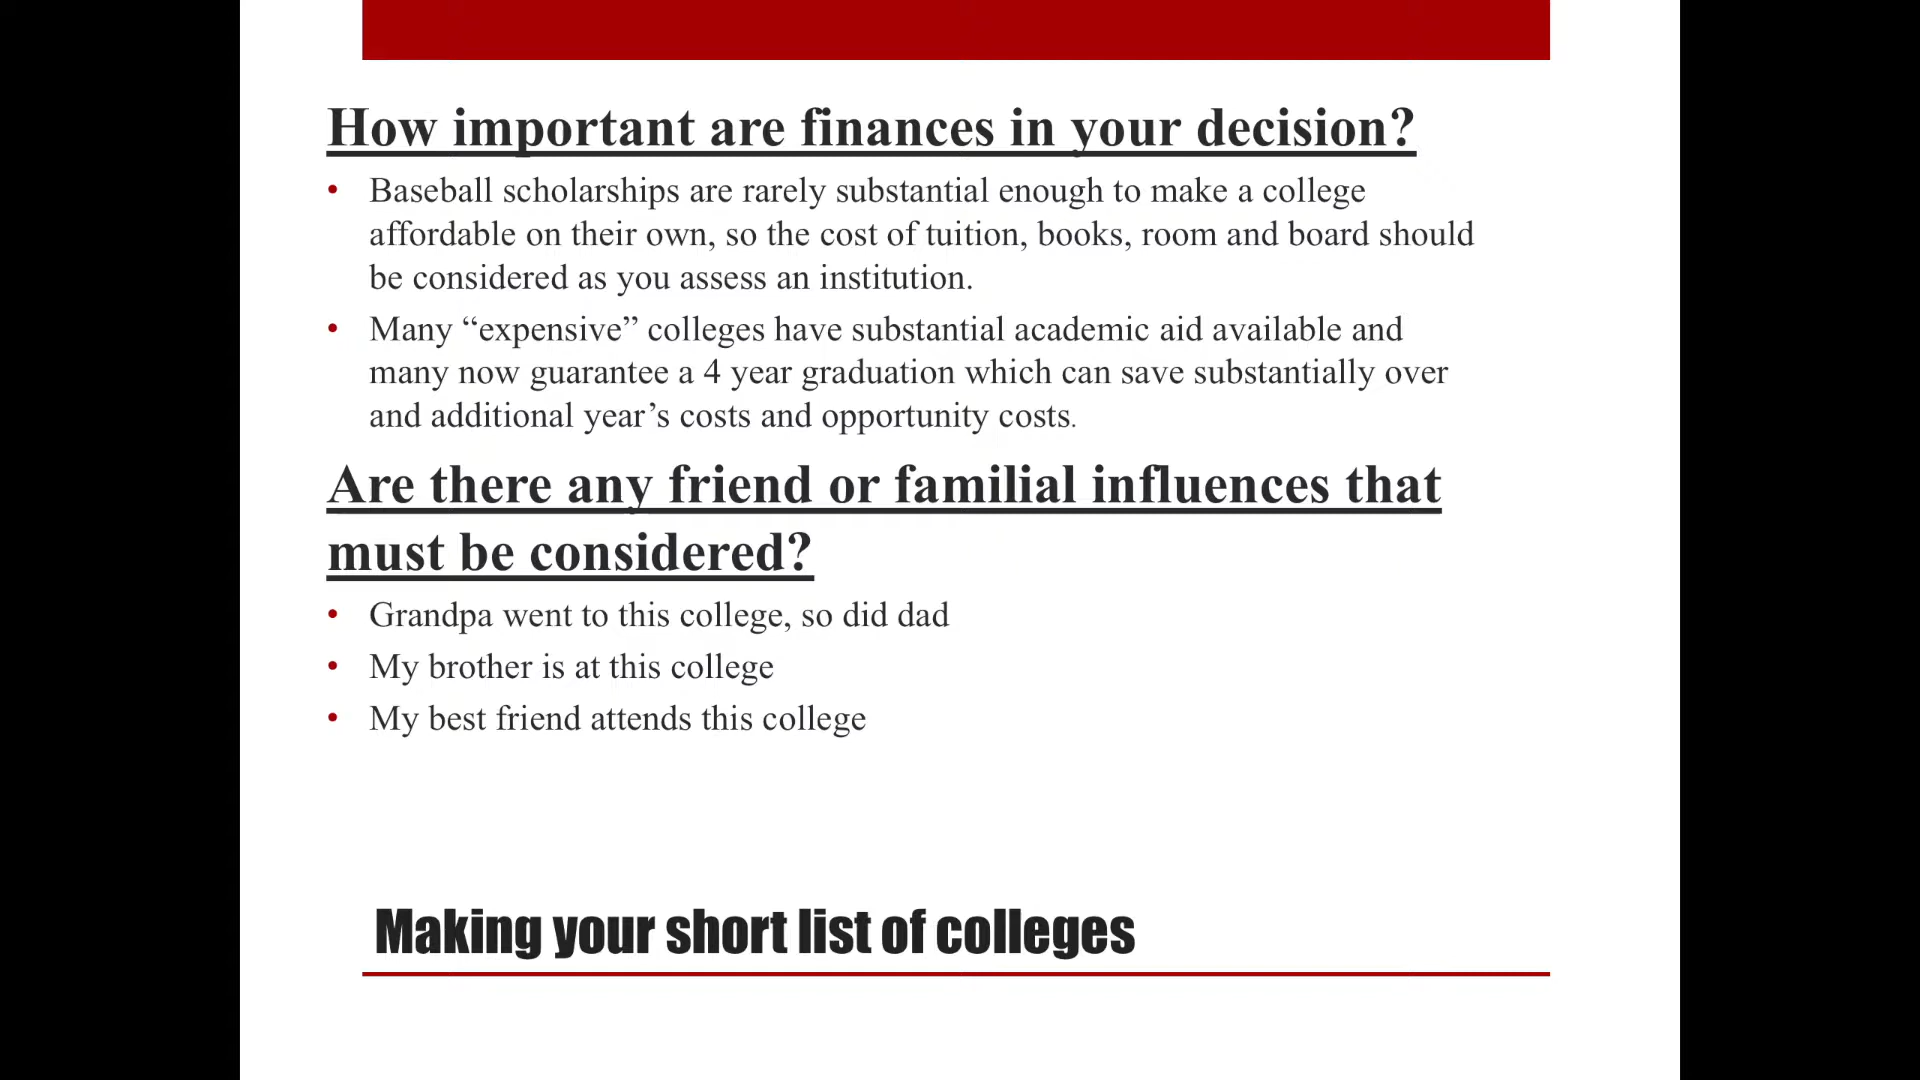 How important are finances in your decision?
• Baseball scholarships are rarely substantial enough to make a college
affordable on their own, so the cost of tuition, books, room and board should
be considered as you assess an institution.
• Many “expensive” colleges have substantial academic aid available and
many now guarantee a 4 year graduation which can save substantially over
and additional year’s costs and opportunity costs.
Are there any friend or familial influences that
must be considered?
• Grandpa went to this college, so did dad
• My brother is at this college
• My best friend attends this college
Making your short list of colleges